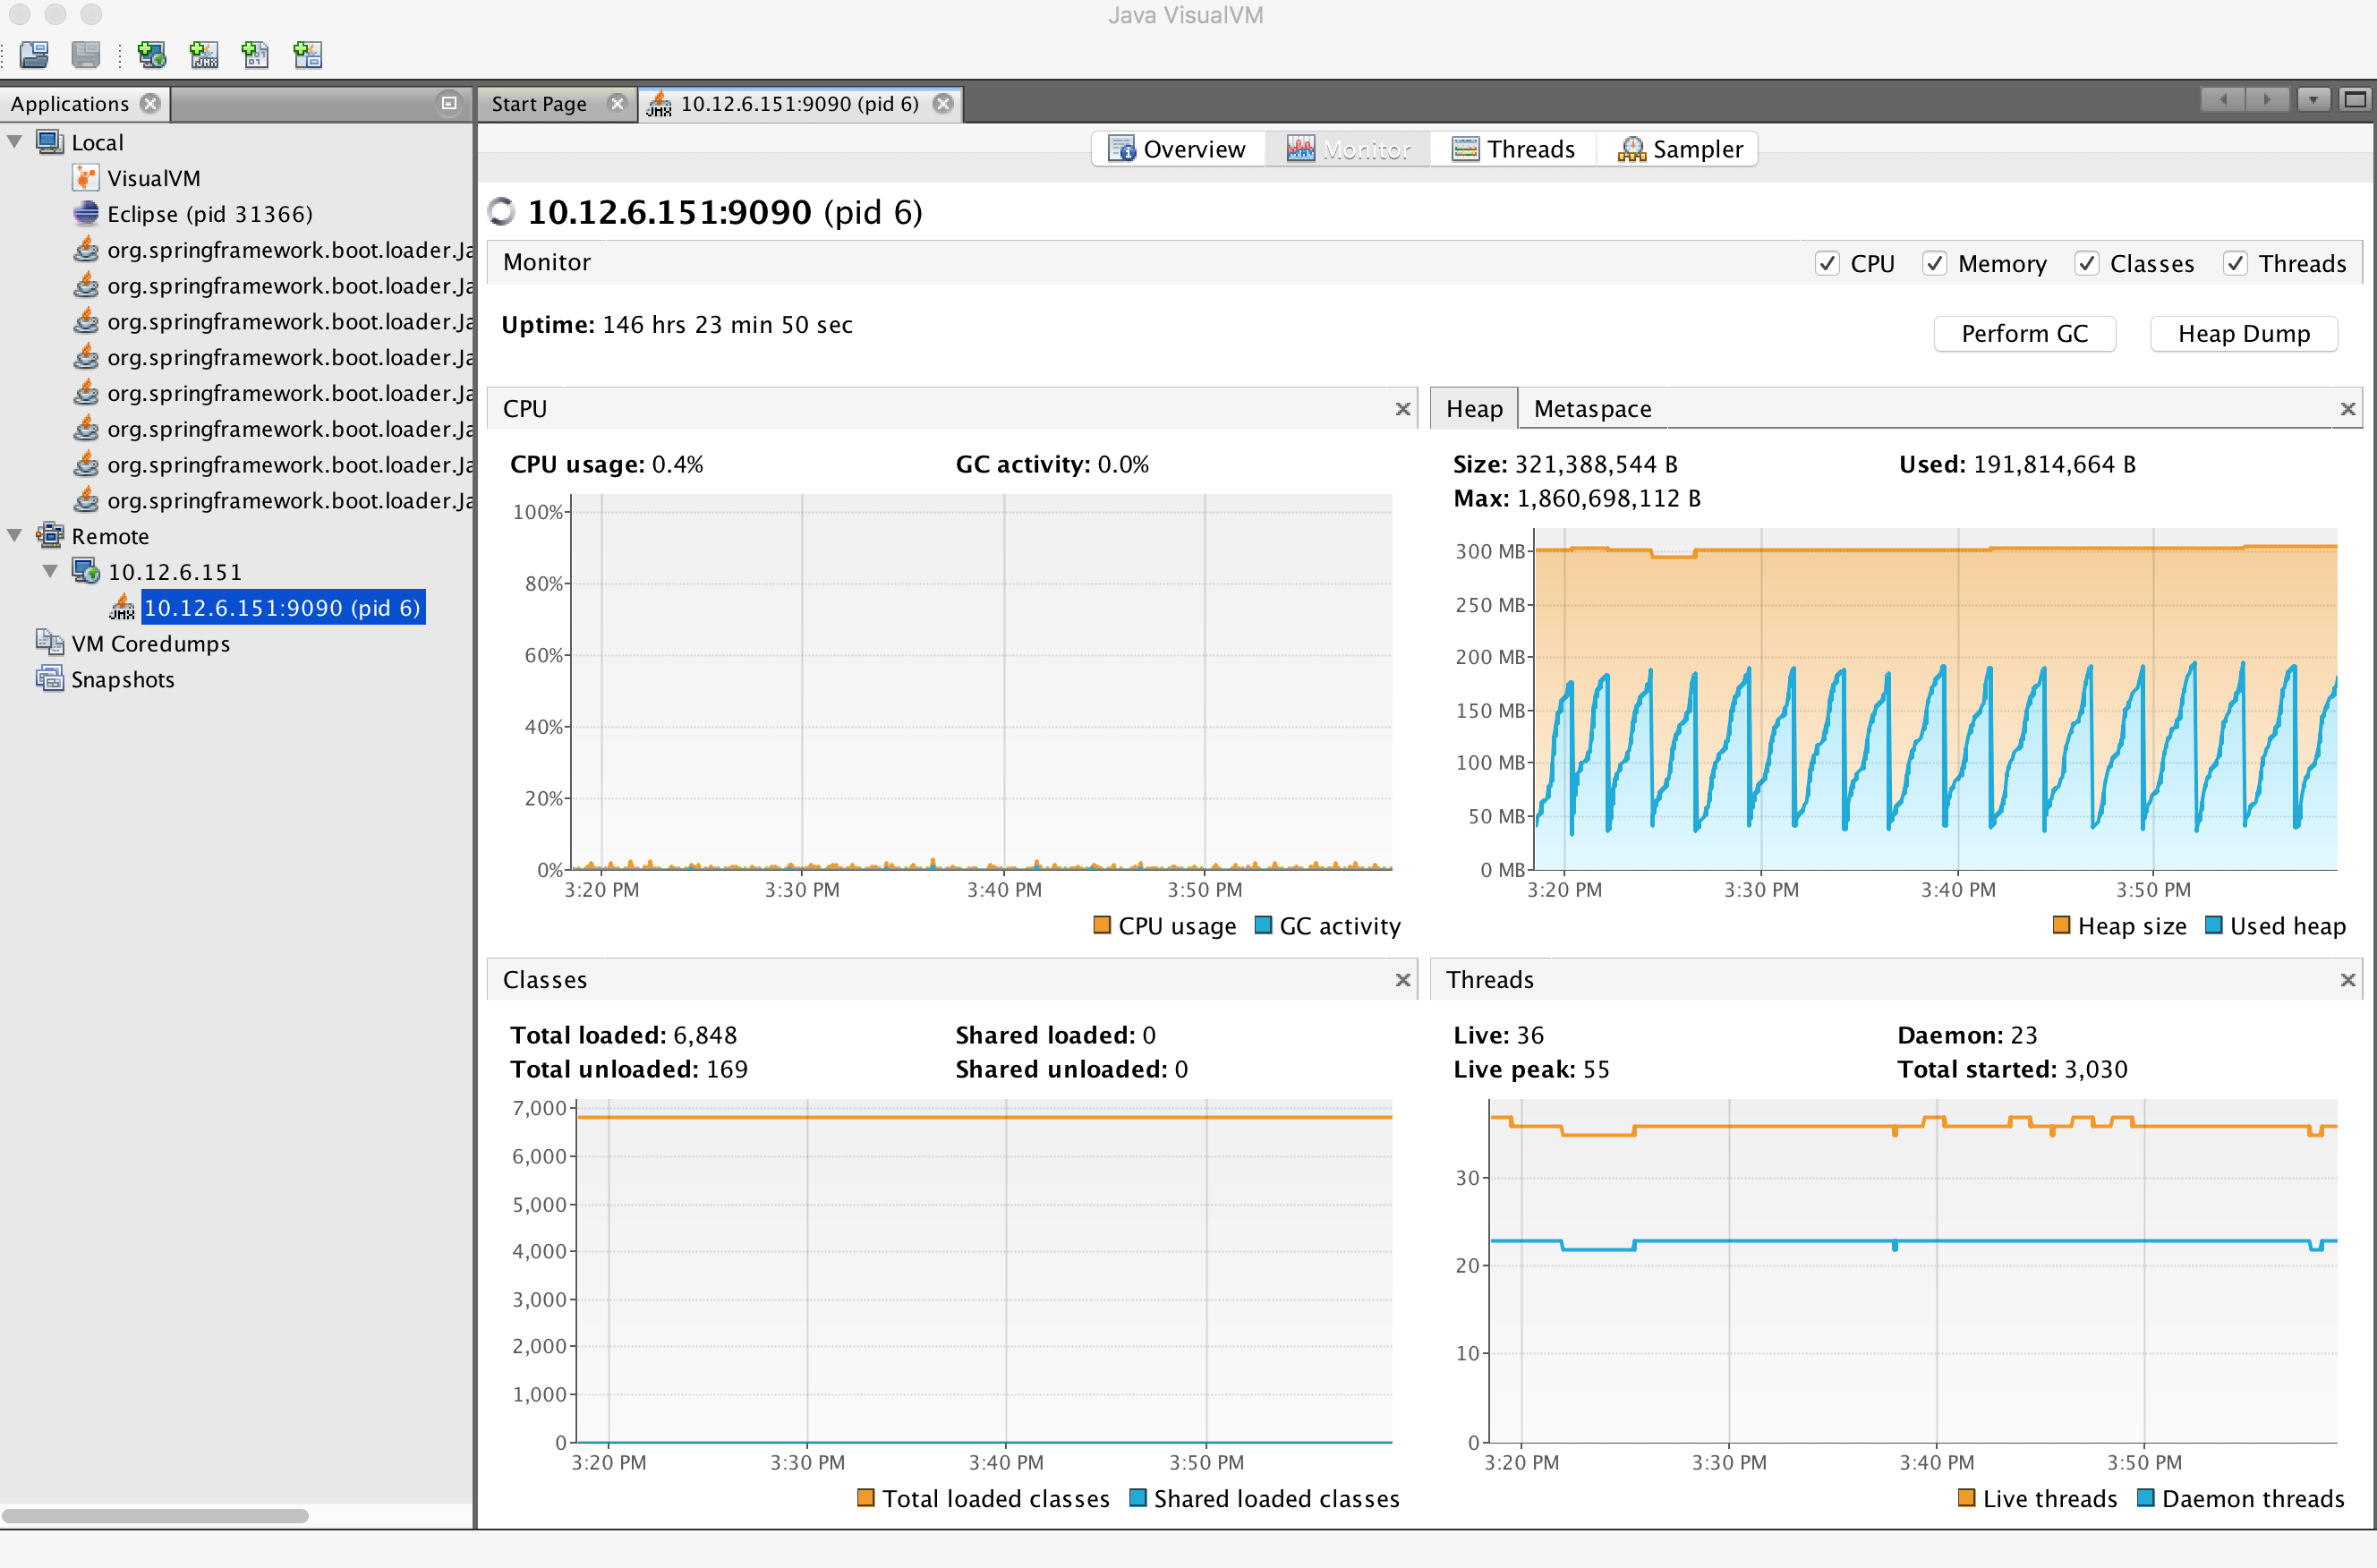 Java VisualVM
Applications
Start Page
10.12.6.151:9090 (pid 6)
Local
VisualVM
Eclipse (pid 31366)
org.springframework.boot.loader.Ja
org.springframework.boot.loader.Ja
org.springframework.boot.loader.Ja
org.springframework.boot.loader.Ja
org.springframework.boot.loader.Ja
org.springframework.boot.loader.Ja
org.springframework.boot.loader.Ja
org.springframework.boot.loader.Ja
Remote
10.12.6.151
JMX 10.12.6.151:9090 (pid 6)
VM Coredumps
Snapshots
Overview
Monitor
Threads
Sampler
10.12.6.151:9090 (pid 6)
Monitor
CPU
Memory
Classes
Threads
Uptime: 146 hrs 23 min 50 sec
Perform GC
Heap Dump
CPU
CPU usage: 0.4%
GC activity: 0.0%
100%
80%
60%
40%
20%
0%
3:20 PM
3:30 PM
3:40 PM
3:50 PM
CPU usage
GC activity
Heap
Metaspace
Size: 321,388,544 B
Used: 191,814,664 B
Max: 1,860,698,112 B
300 MB
250 MB
200 MB
150 MB
100 MB
50 MB
0 MB
3:20 PM
3:30 PM
3:40 PM
3:50 PM
Heap size
Used heap
Classes
Total loaded: 6,848
Shared loaded: 0
Total unloaded: 169
Shared unloaded: 0
7,000
6,000
5,000
4,000
3,000
2,000
1,000
0
3:20 PM
3:30 PM
3:40 PM
3:50 PM
Total loaded classes
Shared loaded classes
Threads
Live: 36
Daemon: 23
Live peak: 55
Total started: 3,030
30
20
10
0
3:20 PM
3:30 PM
3:40 PM
3:50 PM
Live threads
Daemon threads